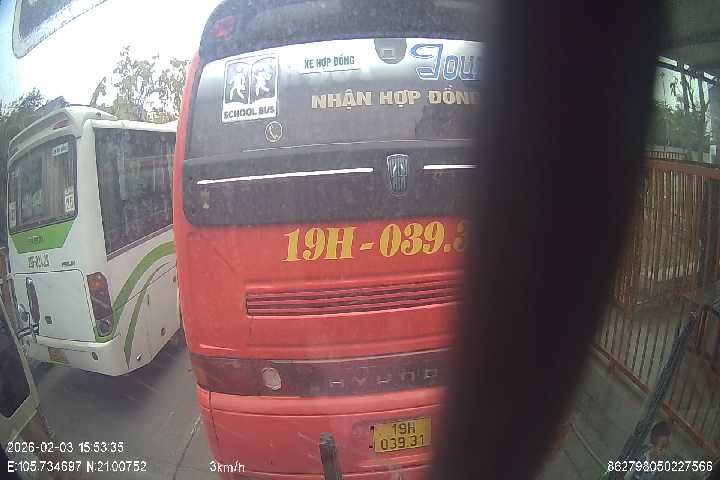 XE HỢP ĐỒNG
SCHOOL BUS
NHẬN HỢP ĐỒNG
19H - 039.3
HYUND
19H
039.31
2026-02-03 15:53:35
E:105.734697 N:21.00752
3km/h
862798050227566